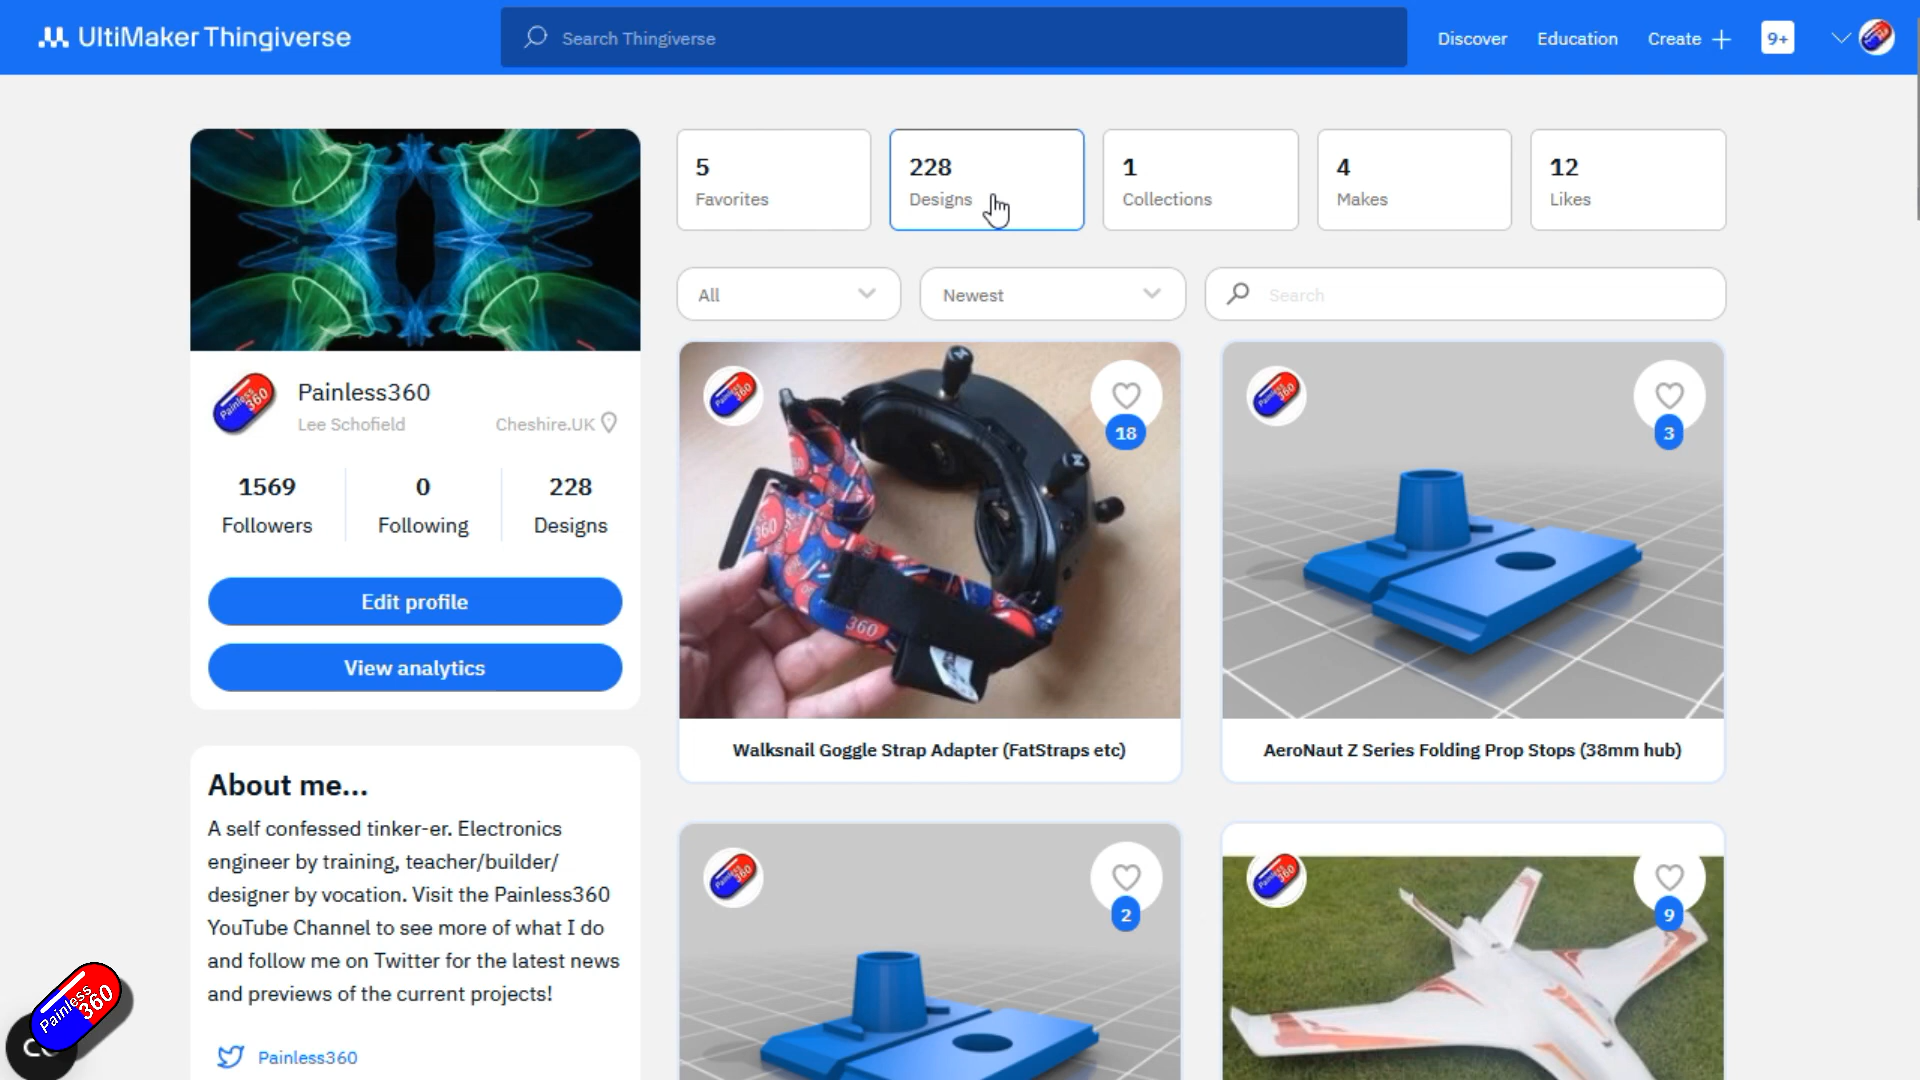 UltiMaker Thingiverse
Search Thingiverse
Discover
Education
Create
9+
5
Favorites
228
Designs
1
Collections
4
Makes
12
Likes
All
Newest
Search
Painless360
Lee Schofield
Cheshire.UK
1569
Followers
0
Following
228
Designs
Edit profile
View analytics
18
Walksnail Goggle Strap Adapter (FatStraps etc)
3
AeroNaut Z Series Folding Prop Stops (38mm hub)
About me...
A self confessed tinker-er. Electronics
engineer by training, teacher/builder/
designer by vocation. Visit the Painless360
YouTube Channel to see more of what I do
and follow me on Twitter for the latest news
and previews of the current projects!
Painless360
2
9
Painless
360